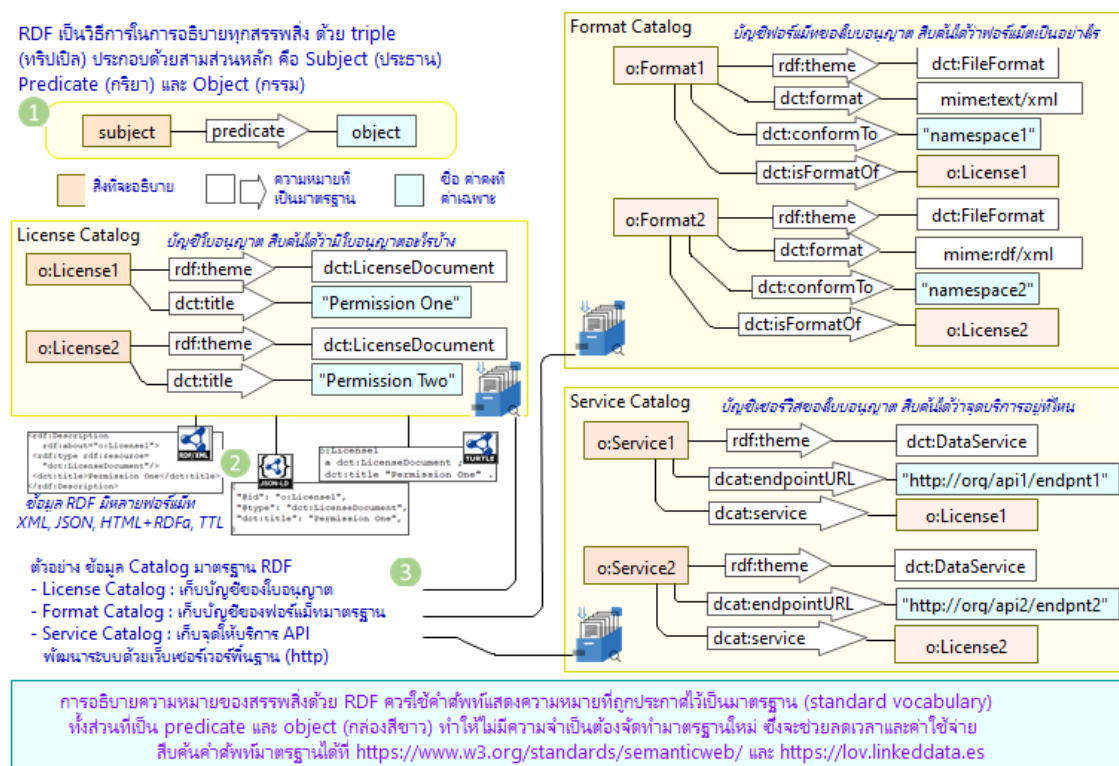 RDF เป็นวิธีการในการอธิบายทุกสรรพสิ่ง ด้วย triple
(ทริปเปิล) ประกอบด้วยสามส่วนหลัก คือ Subject (ประธาน)
Predicate (กริยา) และ Object (กรรม)
1
subject
predicate
object
สิ่งที่จะอธิบาย
ความหมายที่
เป็นมาตรฐาน
ชื่อ ค่าคงที่
ค่าเฉพาะ
License Catalog
บัญชีใบอนุญาต สืบค้นได้ว่ามีใบอนุญาตอะไรบ้าง
o:License1
rdf:theme
dct:LicenseDocument
dct:title
"Permission One"
o:License2
rdf:theme
dct:LicenseDocument
dct:title
"Permission Two"
<rdf:Description
rdf:about="o:License1">
<rdf:type rdf:resource=
"dct:LicenseDocument"/>
<dct:title>Permission One</dct:title>
</rdf:Description>
RDF/XML
2
JSON-LD
"@id": "o:License1",
"@type": "dct:LicenseDocument",
"dct:title": "Permission One",
o:License1
a dct:LicenseDocument ;
dct:title "Permission One" .
TURTLE
ข้อมูล RDF มีหลายฟอร์แม็ท
XML, JSON, HTML+RDFa, TTL
ตัวอย่าง ข้อมูล Catalog มาตรฐาน RDF
3
- License Catalog : เก็บบัญชีของใบอนุญาต
- Format Catalog : เก็บบัญชีของฟอร์แม็ทมาตรฐาน
- Service Catalog : เก็บจุดให้บริการ API
พัฒนาระบบด้วยเว็บเซอร์เวอร์พื้นฐาน (http)
Format Catalog
บัญชีฟอร์แม็ทของใบอนุญาต สืบค้นได้ว่าฟอร์แม็ตเป็นอย่างไร
o:Format1
rdf:theme
dct:FileFormat
dct:format
mime:text/xml
dct:conformTo
"namespace1"
dct:isFormatOf
o:License1
o:Format2
rdf:theme
dct:FileFormat
dct:format
mime:rdf/xml
dct:conformTo
"namespace2"
dct:isFormatOf
o:License2
Service Catalog
บัญชีเซอร์วิสของใบอนุญาต สืบค้นได้ว่าจุดบริการอยู่ที่ไหน
o:Service1
rdf:theme
dct:DataService
dcat:endpointURL
"http://org/api1/endpnt1"
dcat:service
o:License1
o:Service2
rdf:theme
dct:DataService
dcat:endpointURL
"http://org/api2/endpnt2"
dcat:service
o:License2
การอธิบายความหมายของสรรพสิ่งด้วย RDF ควรใช้คำศัพท์แสดงความหมายที่ถูกประกาศไว้เป็นมาตรฐาน (standard vocabulary)
ทั้งส่วนที่เป็น predicate และ object (กล่องสีขาว) ทำให้ไม่มีความจำเป็นต้องจัดทำมาตรฐานใหม่ ซึ่งจะช่วยลดเวลาและค่าใช้จ่าย
สืบค้นคำศัพท์มาตรฐานได้ที่ https://www.w3.org/standards/semanticweb/ และ https://lov.linkeddata.es